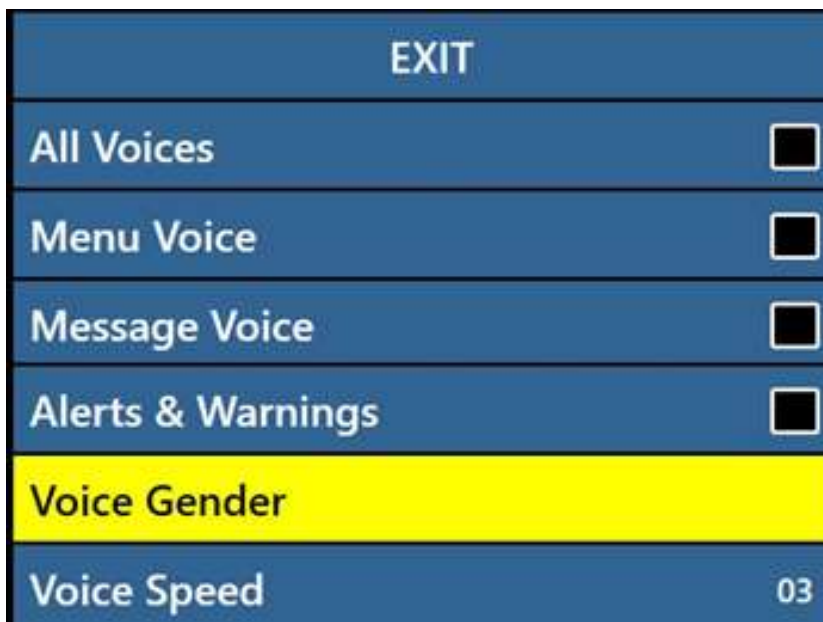 EXIT
All Voices
Menu Voice
Message Voice
Alerts & Warnings
Voice Gender
Voice Speed 03